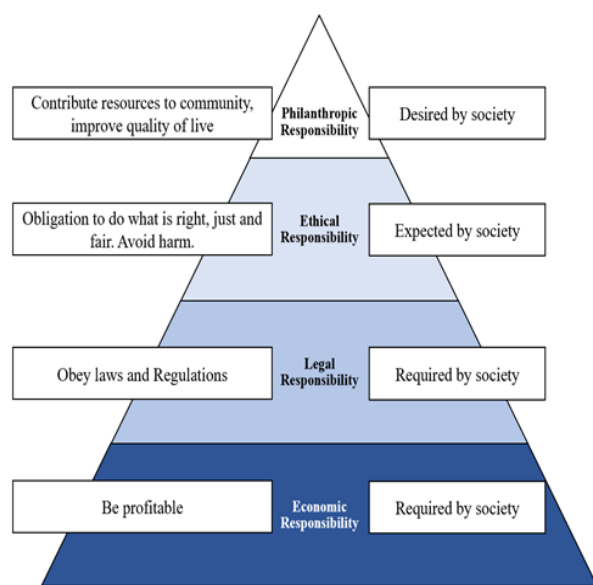 Contribute resources to community,
improve quality of live
Philanthropic
Responsibility
Desired by society
Obligation to do what is right, just and
fair. Avoid harm.
Ethical
Responsibility
Expected by society
Obey laws and Regulations
Legal
Responsibility
Required by society
Be profitable
Economic
Responsibility
Required by society